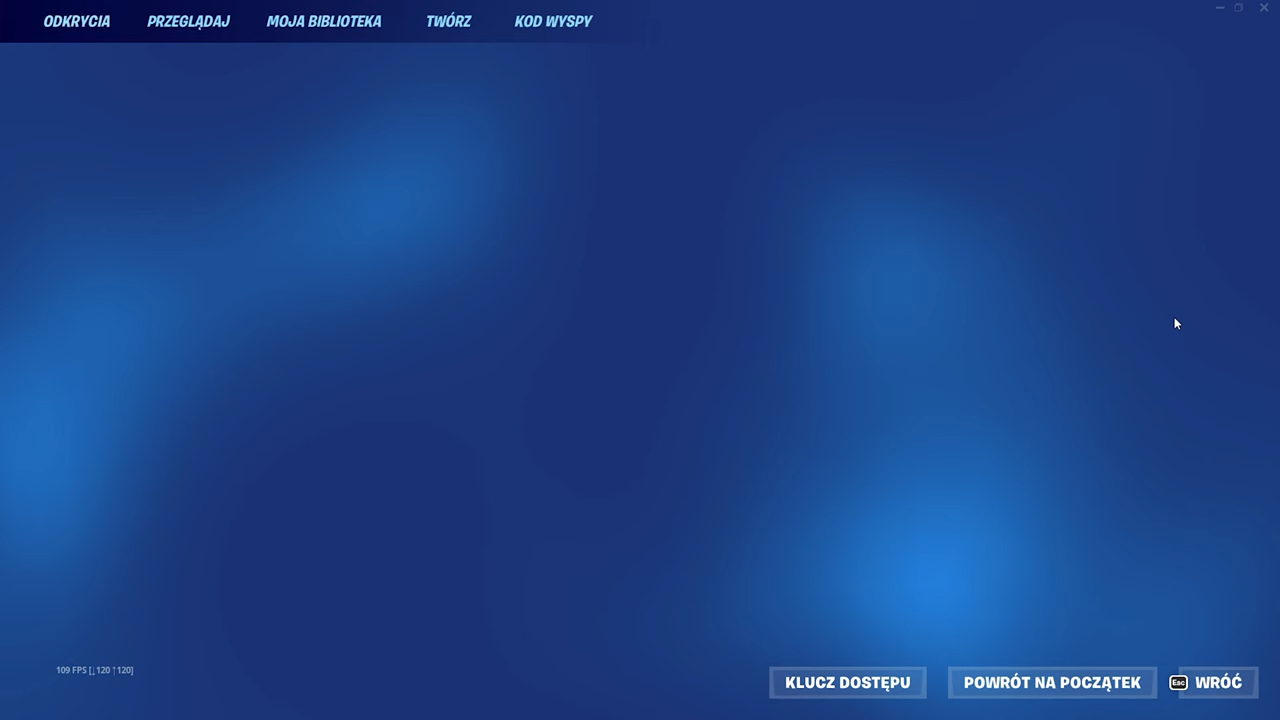 ODKRYCIA PRZEGLĄDAJ MOJA BIBLIOTEKA TWÓRZ KOD WYSPY
109 FPS [↓120 ↑120]
KLUCZ DOSTĘPU POWRÓT NA POCZĄTEK Esc WRÓĆ